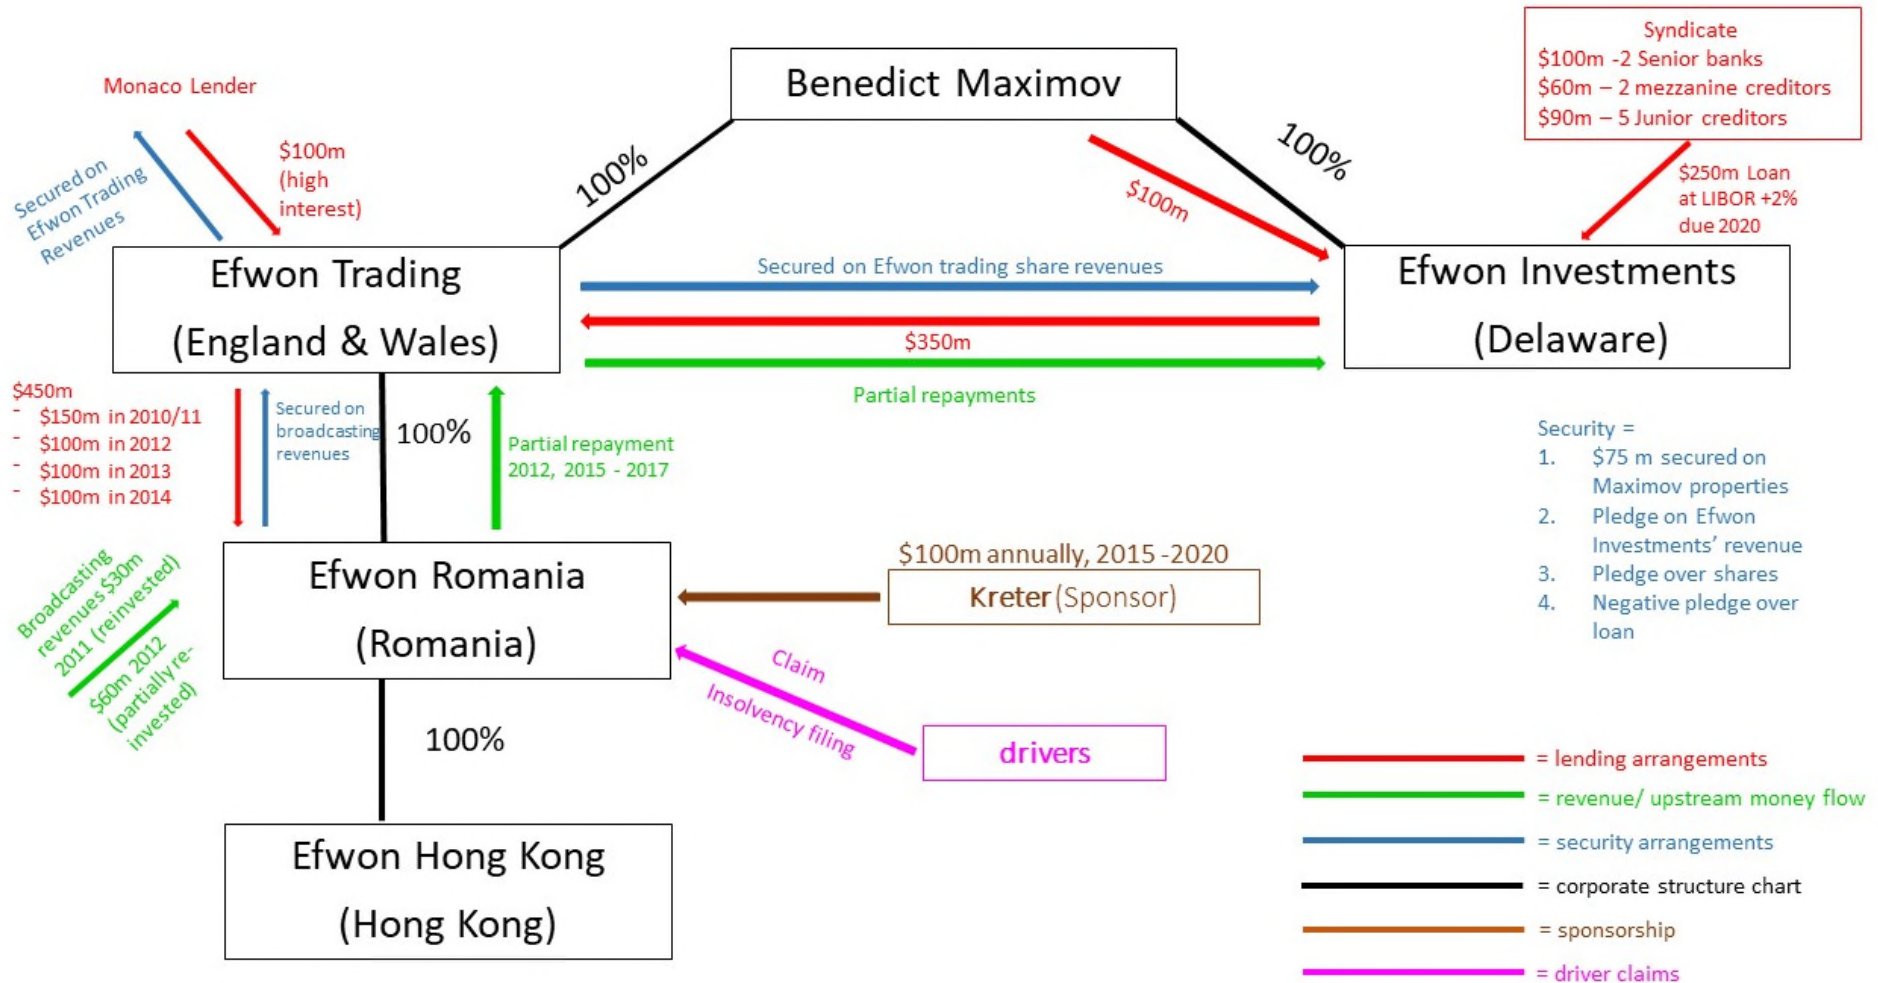 Benedict Maximov
Syndicate
$100m -2 Senior banks
$60m – 2 mezzanine creditors
$90m – 5 Junior creditors
Monaco Lender
$100m
(high
interest)
Secured on
Efwon Trading
Revenues
100%
100%
$100m
$250m Loan
at LIBOR +2%
due 2020
Efwon Trading
(England & Wales)
Secured on Efwon trading share revenues
$350m
Partial repayments
Efwon Investments
(Delaware)
$450m
- $150m in 2010/11
- $100m in 2012
- $100m in 2013
- $100m in 2014
Secured on
broadcasting
revenues
100%
Partial repayment
2012, 2015 - 2017
Security =
1. $75 m secured on
Maximov properties
2. Pledge on Efwon
Investments’ revenue
3. Pledge over shares
4. Negative pledge over
loan
Broadcasting
revenues $30m
2011 (reinvested)
$60m 2012
(partially re-
invested)
Efwon Romania
(Romania)
$100m annually, 2015 -2020
Kreter (Sponsor)
Claim
Insolvency filing
drivers
100%
Efwon Hong Kong
(Hong Kong)
= lending arrangements
= revenue/ upstream money flow
= security arrangements
= corporate structure chart
= sponsorship
= driver claims